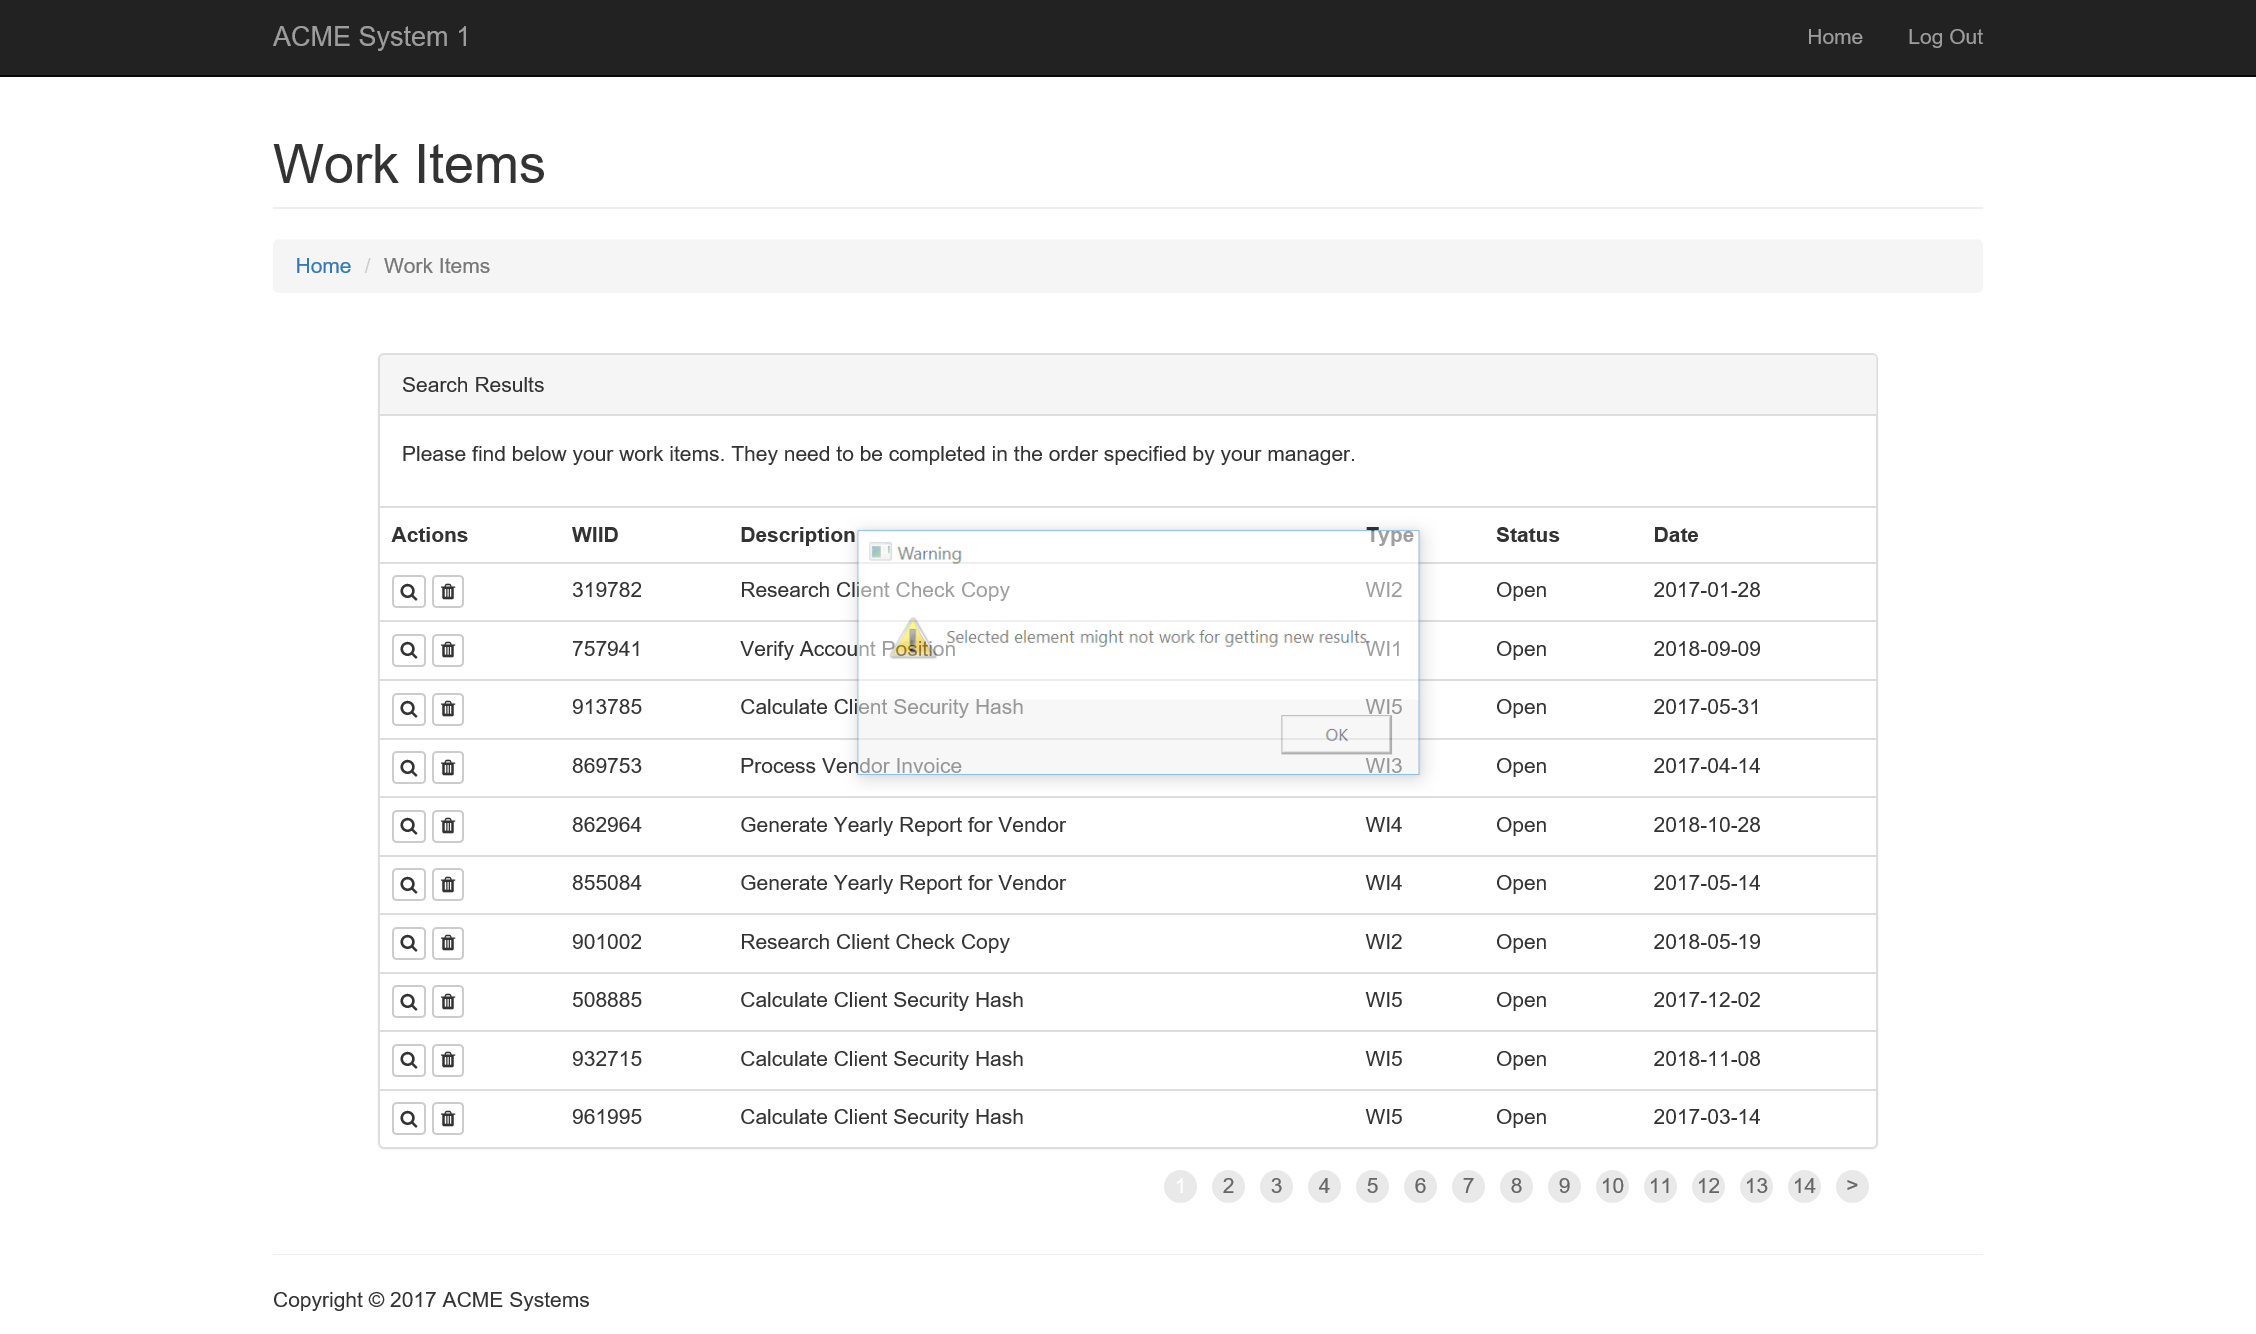 ACME System 1 Home Log Out
Work Items
Home / Work Items
Search Results
Please find below your work items. They need to be completed in the order specified by your manager.
Actions WIID Description Type Status Date
Warning
319782 Research Client Check Copy WI2 Open 2017-01-28
Selected element might not work for getting new results.
757941 Verify Account Position WI1 Open 2018-09-09
913785 Calculate Client Security Hash WI5 Open 2017-05-31
OK
869753 Process Vendor Invoice WI3 Open 2017-04-14
862964 Generate Yearly Report for Vendor WI4 Open 2018-10-28
855084 Generate Yearly Report for Vendor WI4 Open 2017-05-14
901002 Research Client Check Copy WI2 Open 2018-05-19
508885 Calculate Client Security Hash WI5 Open 2017-12-02
932715 Calculate Client Security Hash WI5 Open 2018-11-08
961995 Calculate Client Security Hash WI5 Open 2017-03-14
1 2 3 4 5 6 7 8 9 10 11 12 13 14 >
Copyright © 2017 ACME Systems